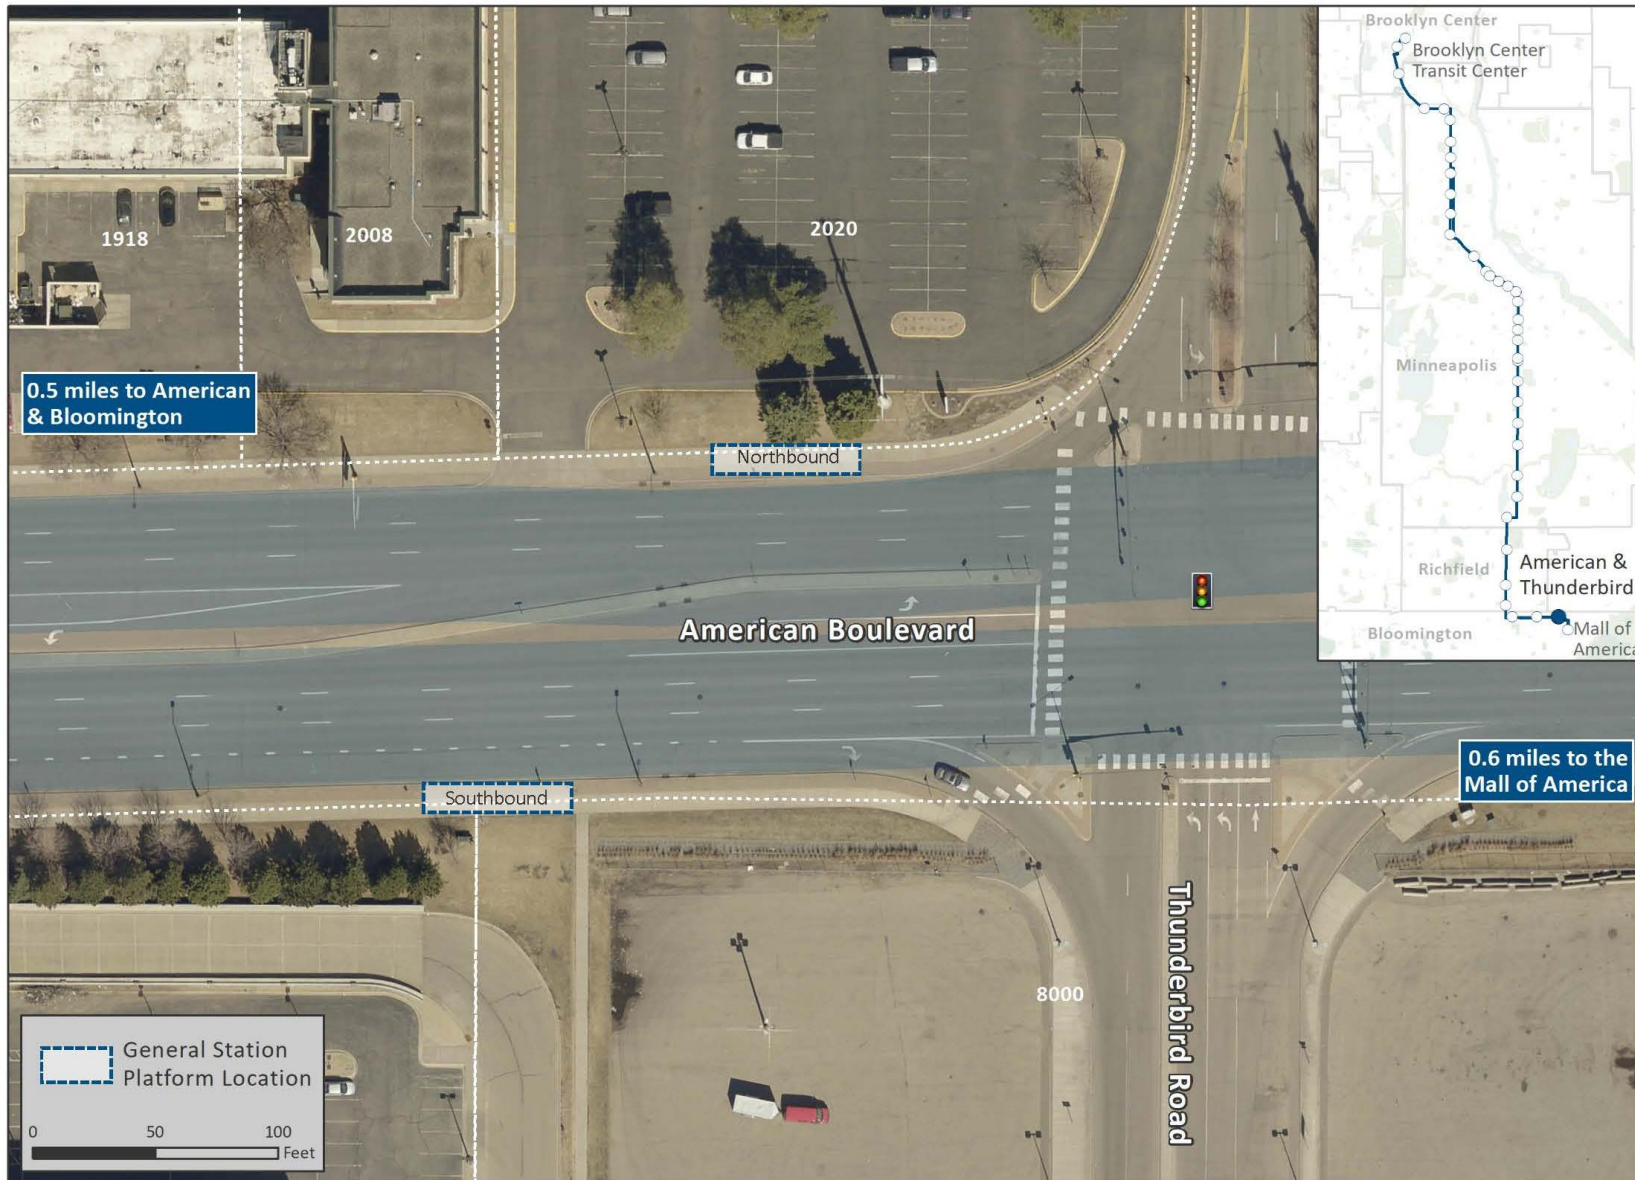 Brooklyn Center
Brooklyn Center
Transit Center
1918
2008
2020
Minneapolis
0.5 miles to American
& Bloomington
Northbound
American &
Thunderbird
Richfield
American Boulevard
Bloomington
Mall of
America
0.6 miles to the
Mall of America
Southbound
Thunderbird Road
8000
General Station
Platform Location
0
50
100
Feet